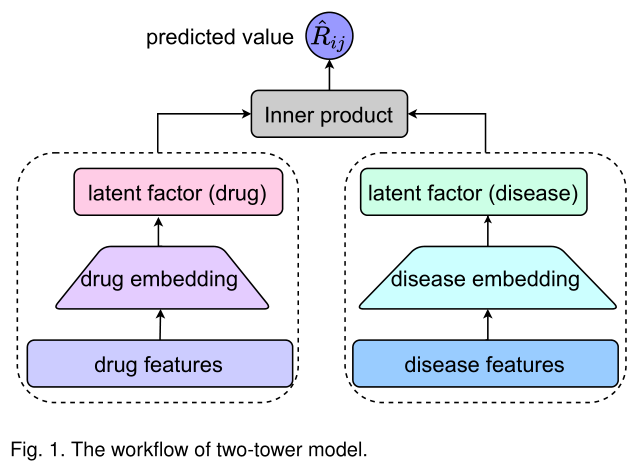 predicted value R̂ij
Inner product
latent factor (drug)
latent factor (disease)
drug embedding
disease embedding
drug features
disease features
Fig. 1. The workflow of two-tower model.